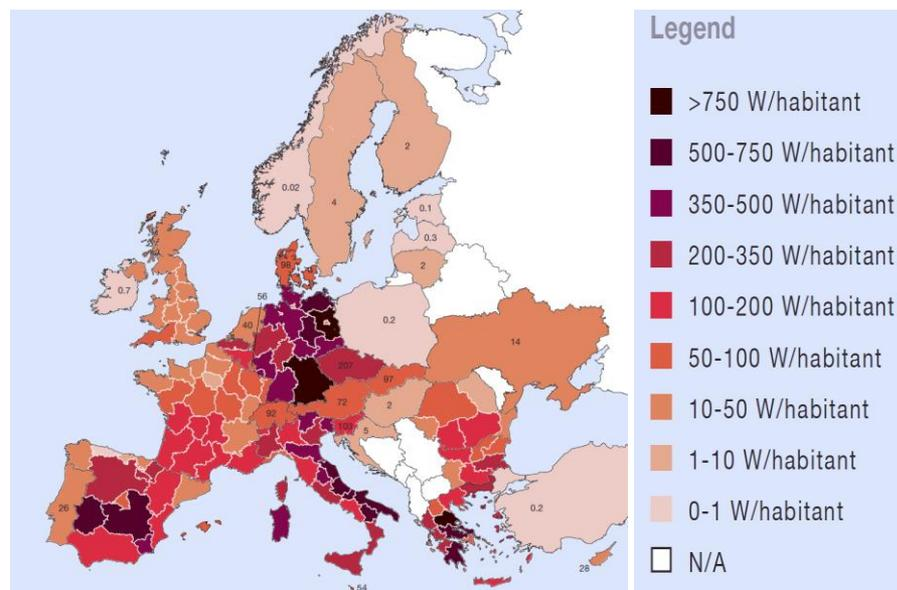 Legend
>750 W/habitant
500-750 W/habitant
350-500 W/habitant
200-350 W/habitant
100-200 W/habitant
50-100 W/habitant
10-50 W/habitant
1-10 W/habitant
0-1 W/habitant
N/A
2
0.02
4
0.1
0.3
2
98
0.7
56
40
0.2
14
207
97
72
2
92
103
5
26
0.2
28
54